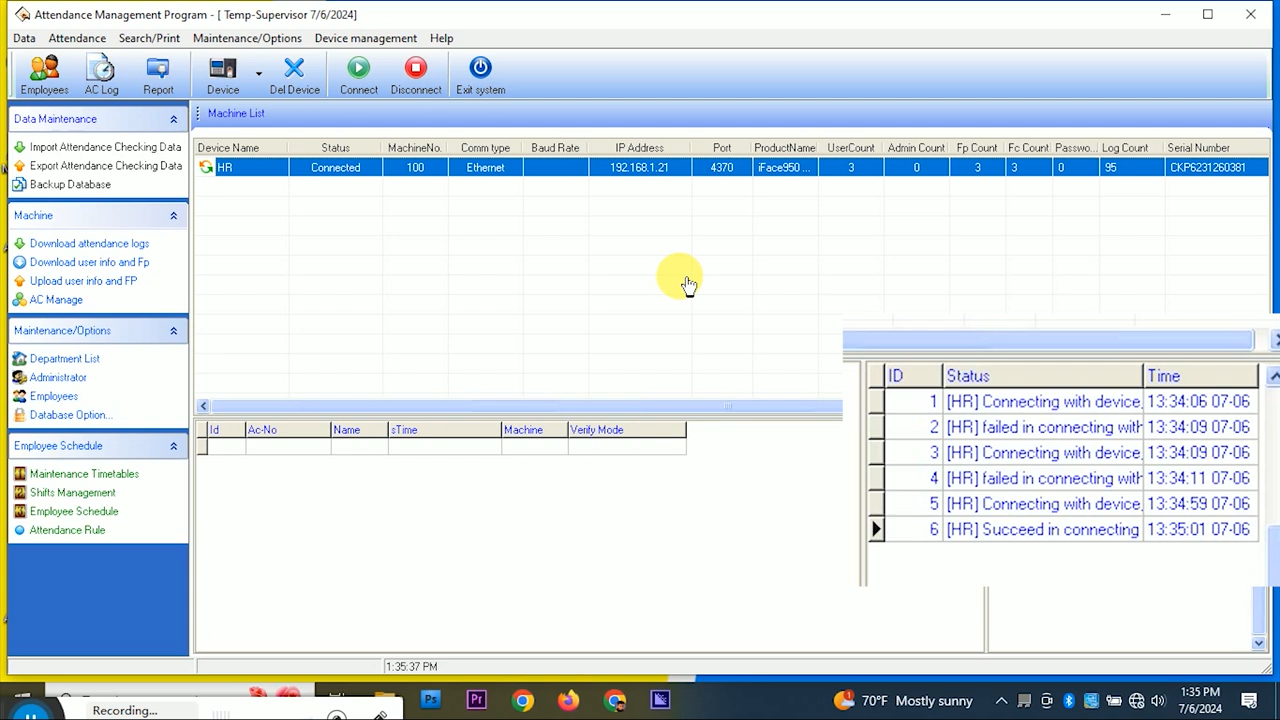 Attendance Management Program - [ Temp-Supervisor 7/6/2024]
Data Attendance Search/Print Maintenance/Options Device management Help
Employees AC Log Report Device Del Device Connect Disconnect Exit system
Data Maintenance
Import Attendance Checking Data
Export Attendance Checking Data
Backup Database
Machine
Download attendance logs
Download user info and Fp
Upload user info and FP
AC Manage
Maintenance/Options
Department List
Administrator
Employees
Database Option...
Employee Schedule
Maintenance Timetables
Shifts Management
Employee Schedule
Attendance Rule
Machine List
Device Name Status MachineNo. Comm type Baud Rate IP Address Port ProductName UserCount Admin Count Fp Count Fc Count Passwo... Log Count Serial Number
HR Connected 100 Ethernet 192.168.1.21 4370 iFace950 ... 3 0 3 3 0 95 CKP6231260381
Id Ac-No Name sTime Machine Verify Mode
ID Status Time
1 [HR] Connecting with device, 13:34:06 07-06
2 [HR] failed in connecting with 13:34:09 07-06
3 [HR] Connecting with device, 13:34:09 07-06
4 [HR] failed in connecting with 13:34:11 07-06
5 [HR] Connecting with device, 13:34:59 07-06
6 [HR] Succeed in connecting 13:35:01 07-06
1:35:37 PM
Recording...
Ps Pr
70°F Mostly sunny
1:35 PM
7/6/2024